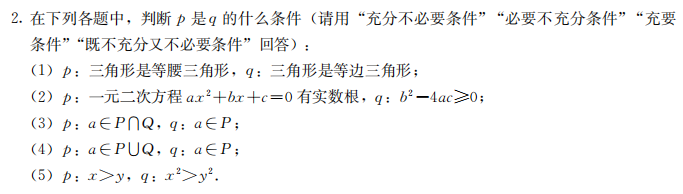 2. 在下列各题中，判断 p 是 q 的什么条件（请用“充分不必要条件”“必要不充分条件”“充要
条件”“既不充分又不必要条件”回答）：
（1）p：三角形是等腰三角形，q：三角形是等边三角形；
（2）p：一元二次方程 ax²+bx+c=0 有实数根，q：b²−4ac⩾0；
（3）p：a∈P⋂Q，q：a∈P；
（4）p：a∈P⋃Q，q：a∈P；
（5）p：x>y，q：x²>y².